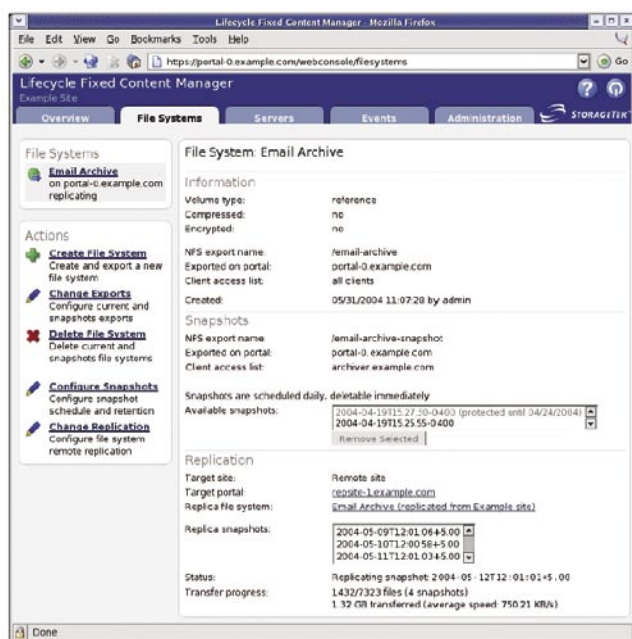 Lifecycle Fixed Content Manager - Mozilla Firefox
File Edit View Go Bookmarks Tools Help
https://portal-0.example.com/webconsole/filesystems
Go
Lifecycle Fixed Content Manager
Example Site
Overview File Systems Servers Events Administration STORAGETEK
File Systems
Email Archive
on portal-0.example.com
replicating
Actions
Create File System
Create and export a new
file system
Change Exports
Configure current and
snapshots exports
Delete File System
Delete current and
snapshots file systems
Configure Snapshots
Configure snapshot
schedule and retention
Change Replication
Configure file system
remote replication
File System: Email Archive
Information
Volume type: reference
Compressed: no
Encrypted: no
NFS export name: /email-archive
Exported on portal: portal-0.example.com
Client access list: all clients
Created: 05/31/2004 11:07:28 by admin
Snapshots
NFS export name: /email-archive-snapshot
Exported on portal: portal-0.example.com
Client access list: archiver.example.com
Snapshots are scheduled daily, deletable immediately
Available snapshots: 2004-04-19T15:27:30-0400 (protected until 04/24/2004)
2004-04-19T15:25:55-0400
Remove Selected
Replication
Target site: Remote site
Target portal: repsite-1.example.com
Replica file system: Email Archive (replicated from Example site)
Replica snapshots: 2004-05-09T12:01:06+5.00
2004-05-10T12:00:58+5.00
2004-05-11T12:01:03+5.00
Status: Replicating snapshot 2004-05-12T12:01:01+5.00
Transfer progress: 1432/7323 files (4 snapshots)
1.32 GB transferred (average speed: 750.21 KB/s)
Done